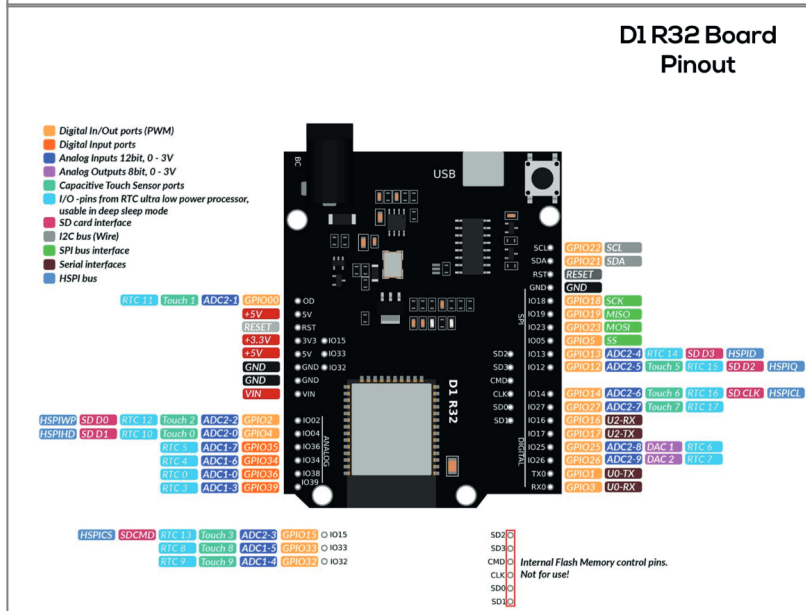 D1 R32 Board
Pinout
Digital In/Out ports (PWM)
Digital Input ports
Analog Inputs 12bit, 0 - 3V
Analog Outputs 8bit, 0 - 3V
Capacitive Touch Sensor ports
I/O -pins from RTC ultra low power processor,
usable in deep sleep mode
SD card interface
I2C bus (Wire)
SPI bus interface
Serial interfaces
HSPI bus
BC
USB
RTC 11 Touch 1 ADC2-1 GPIO00 OD
+5V 5V
RESET RST
+3.3V 3V3 IO15
+5V 5V IO33
GND GND IO32
GND GND
VIN VIN
HSPIWP SD D0 RTC 12 Touch 2 ADC2-2 GPIO2 IO02
HSPIHD SD D1 RTC 10 Touch 0 ADC2-0 GPIO4 IO04
RTC 5 ADC1-7 GPIO35 IO36
RTC 4 ADC1-6 GPIO34 IO34
RTC 0 ADC1-0 GPIO36 IO38
RTC 3 ADC1-3 GPIO39 IO39
ANALOG
D1 R32
SCL GPIO22 SCL
SDA GPIO21 SDA
RST RESET
GND GND
IO18 GPIO18 SCK
IO19 GPIO19 MISO
IO23 GPIO23 MOSI
IO05 GPIO5 SS
SPI
IO13 GPIO13 ADC2-4 RTC 14 SD D3 HSPID
IO12 GPIO12 ADC2-5 Touch 5 RTC 15 SD D2 HSPIQ
SD2
SD3
CMD
CLK
SD0
SD1
IO14 GPIO14 ADC2-6 Touch 6 RTC 16 SD CLK HSPICL
IO27 GPIO27 ADC2-7 Touch 7 RTC 17
IO16 GPIO16 U2-RX
IO17 GPIO17 U2-TX
IO25 GPIO25 ADC2-8 DAC 1 RTC 6
IO26 GPIO26 ADC2-9 DAC 2 RTC 7
TX0 GPIO1 U0-TX
RX0 GPIO3 U0-RX
DIGITAL
HSPICS SDCMD RTC 13 Touch 3 ADC2-3 GPIO15 IO15
RTC 8 Touch 8 ADC1-5 GPIO33 IO33
RTC 9 Touch 9 ADC1-4 GPIO32 IO32
SD2
SD3
CMD Internal Flash Memory control pins.
CLK Not for use!
SD0
SD1